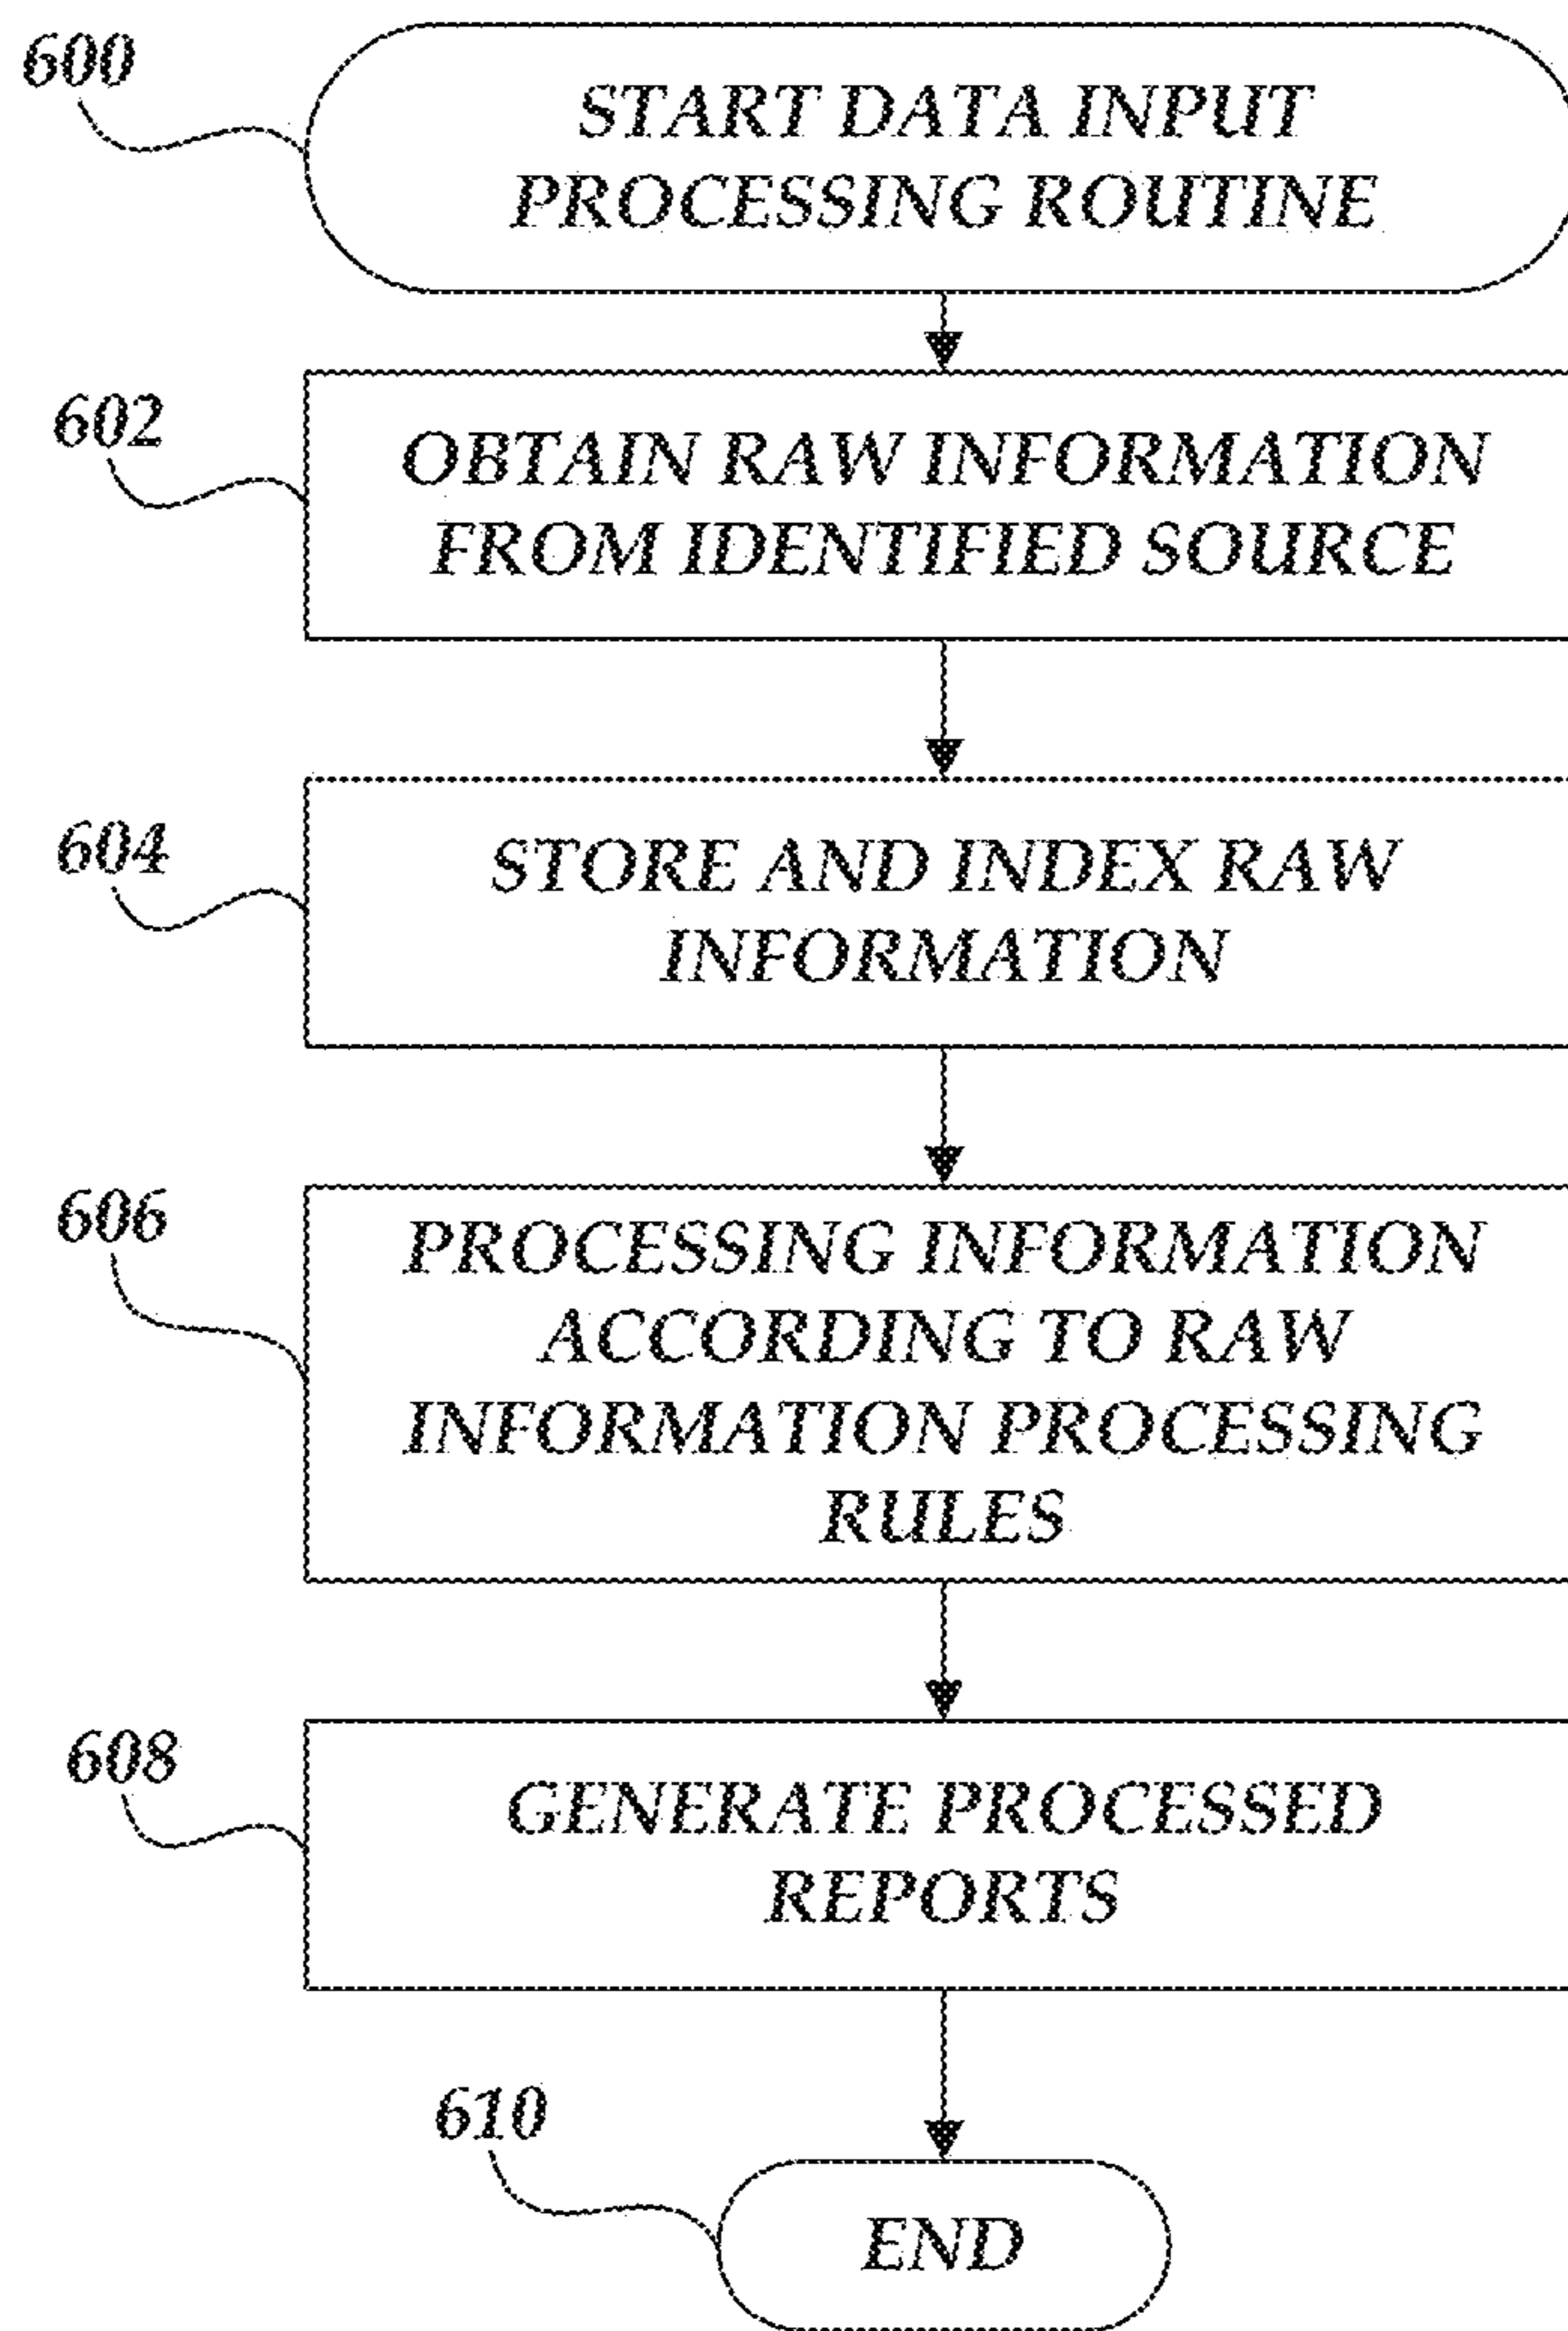 600
START DATA INPUT
PROCESSING ROUTINE
602
OBTAIN RAW INFORMATION
FROM IDENTIFIED SOURCE
604
STORE AND INDEX RAW
INFORMATION
606
PROCESSING INFORMATION
ACCORDING TO RAW
INFORMATION PROCESSING
RULES
608
GENERATE PROCESSED
REPORTS
610
END